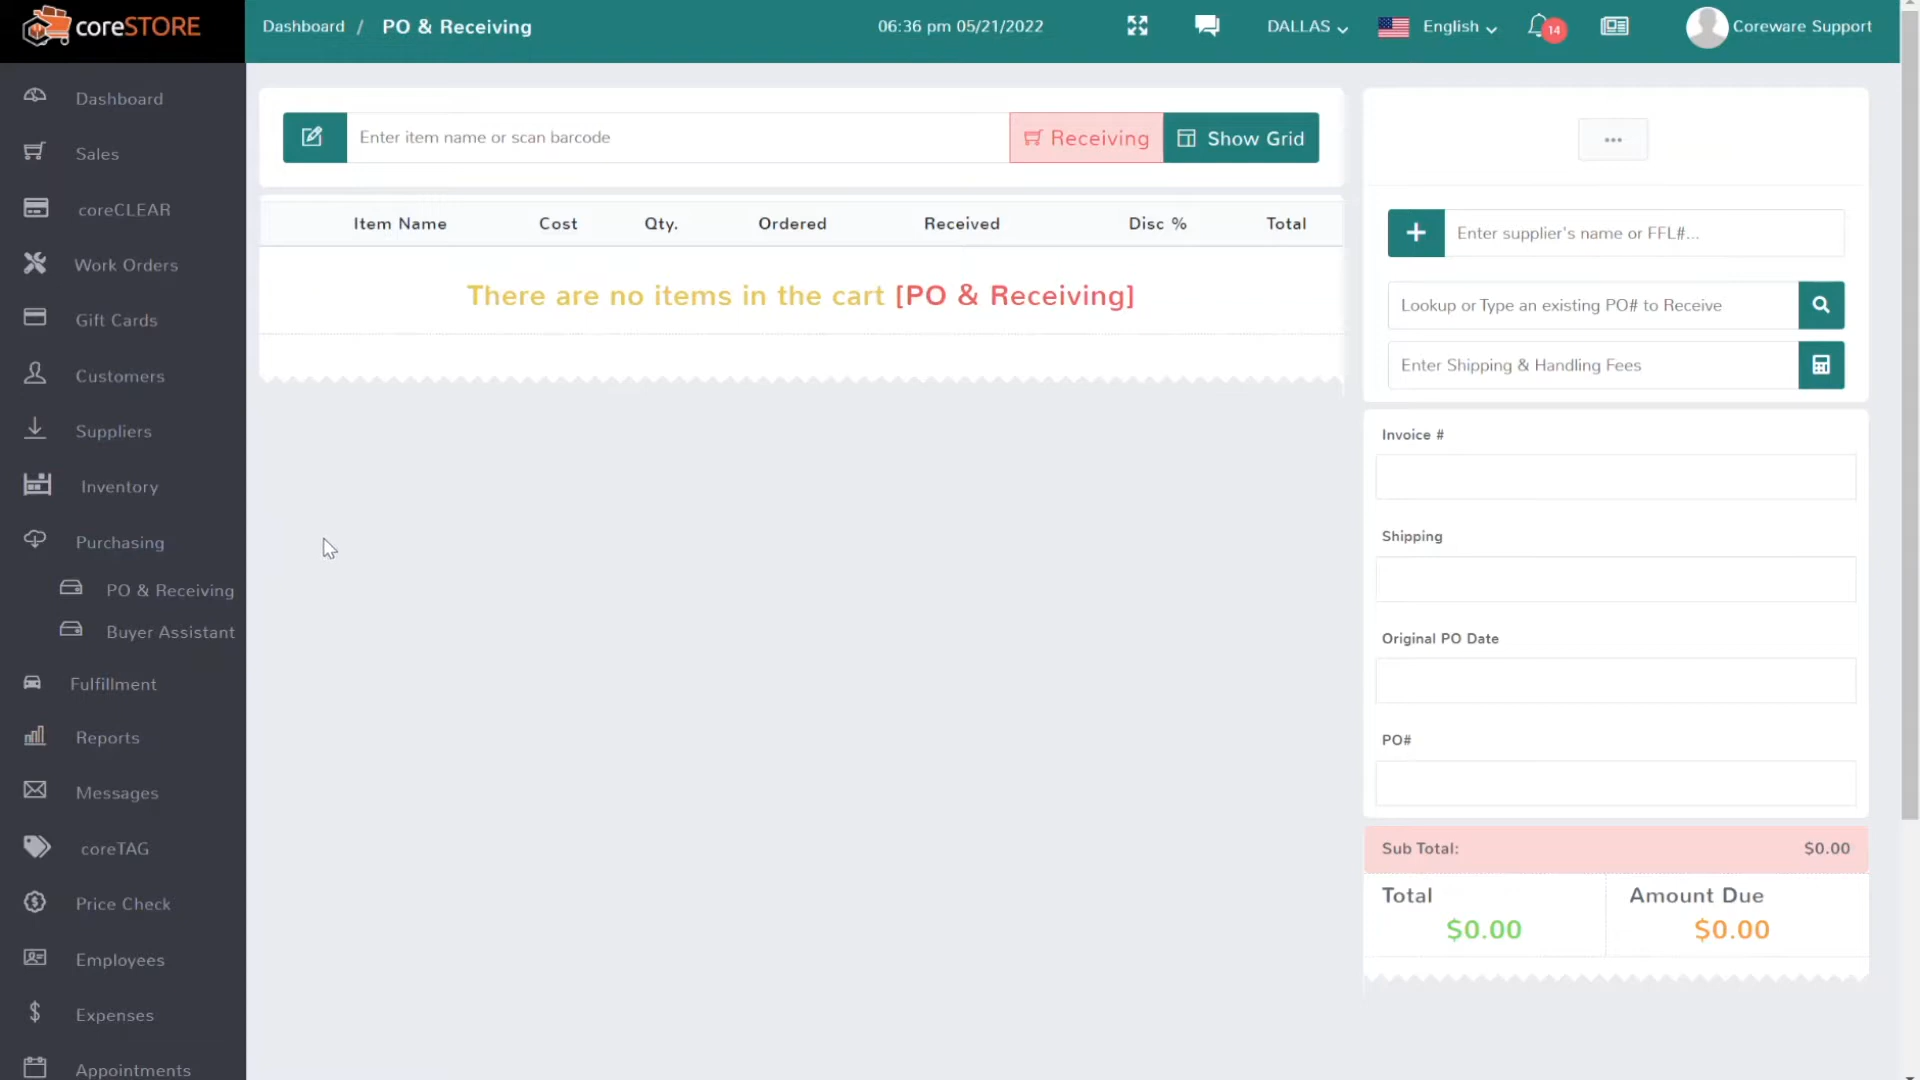 coreSTORE
Dashboard / PO & Receiving
06:36 pm 05/21/2022
DALLAS
English
14
Coreware Support
Dashboard
Sales
coreCLEAR
Work Orders
Gift Cards
Customers
Suppliers
Inventory
Purchasing
PO & Receiving
Buyer Assistant
Fulfillment
Reports
Messages
coreTAG
Price Check
Employees
Expenses
Appointments
Enter item name or scan barcode
Receiving
Show Grid
Item Name Cost Qty. Ordered Received Disc % Total
There are no items in the cart [PO & Receiving]
...
+ Enter supplier's name or FFL#...
Lookup or Type an existing PO# to Receive
Enter Shipping & Handling Fees
Invoice #
Shipping
Original PO Date
PO#
Sub Total: $0.00
Total Amount Due
$0.00 $0.00